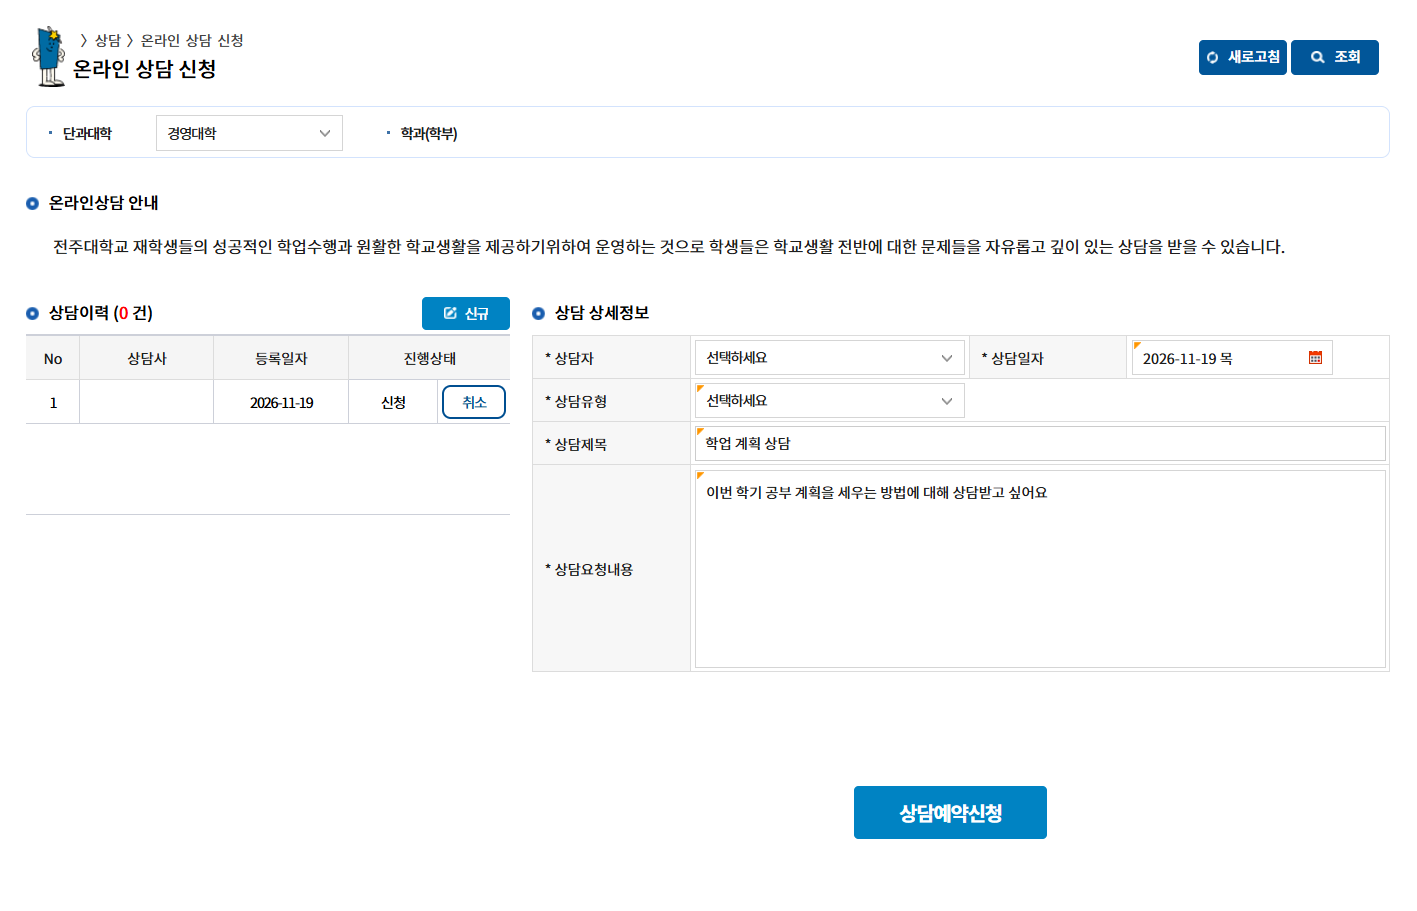 〉 상담 〉 온라인 상담 신청
온라인 상담 신청
새로고침
조회
단과대학
경영대학
학과(학부)
온라인상담 안내
전주대학교 재학생들의 성공적인 학업수행과 원활한 학교생활을 제공하기위하여 운영하는 것으로 학생들은 학교생활 전반에 대한 문제들을 자유롭고 깊이 있는 상담을 받을 수 있습니다.
상담이력 (0 건)
신규
No 상담사 등록일자 진행상태
1 2026-11-19 신청 취소
상담 상세정보
* 상담자 선택하세요 * 상담일자 2026-11-19 목
* 상담유형 선택하세요
* 상담제목 학업 계획 상담
* 상담요청내용 이번 학기 공부 계획을 세우는 방법에 대해 상담받고 싶어요
상담예약신청